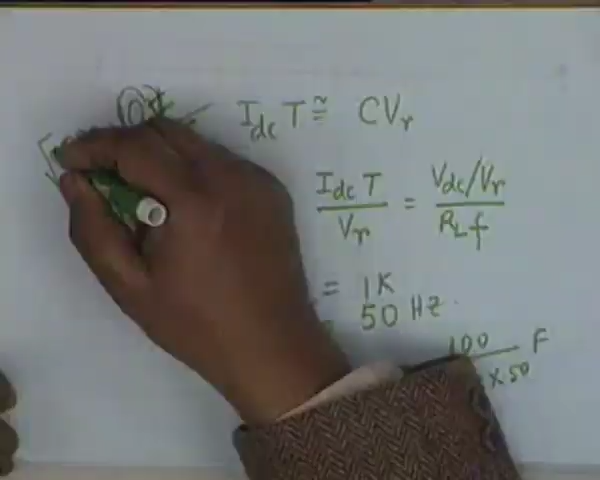 I_dc T ≅ CV_r
I_dc T / V_r = V_dc/V_r / R_L f
= 1K
= 50 Hz
100 / × 50 F